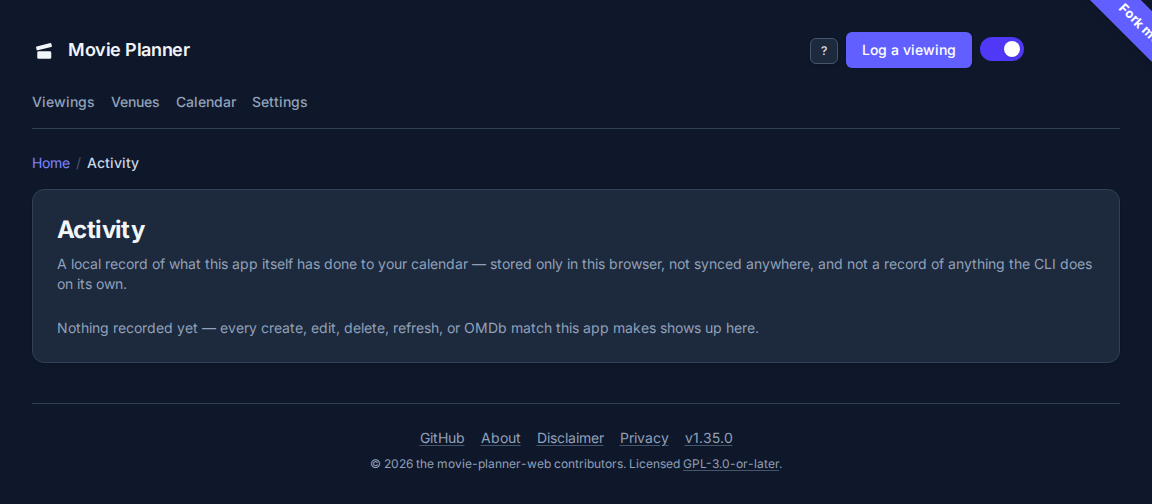 Movie Planner
?
Log a viewing
Fork m
Viewings Venues Calendar Settings
Home / Activity
Activity
A local record of what this app itself has done to your calendar — stored only in this browser, not synced anywhere, and not a record of anything the CLI does
on its own.
Nothing recorded yet — every create, edit, delete, refresh, or OMDb match this app makes shows up here.
GitHub About Disclaimer Privacy v1.35.0
© 2026 the movie-planner-web contributors. Licensed GPL-3.0-or-later.